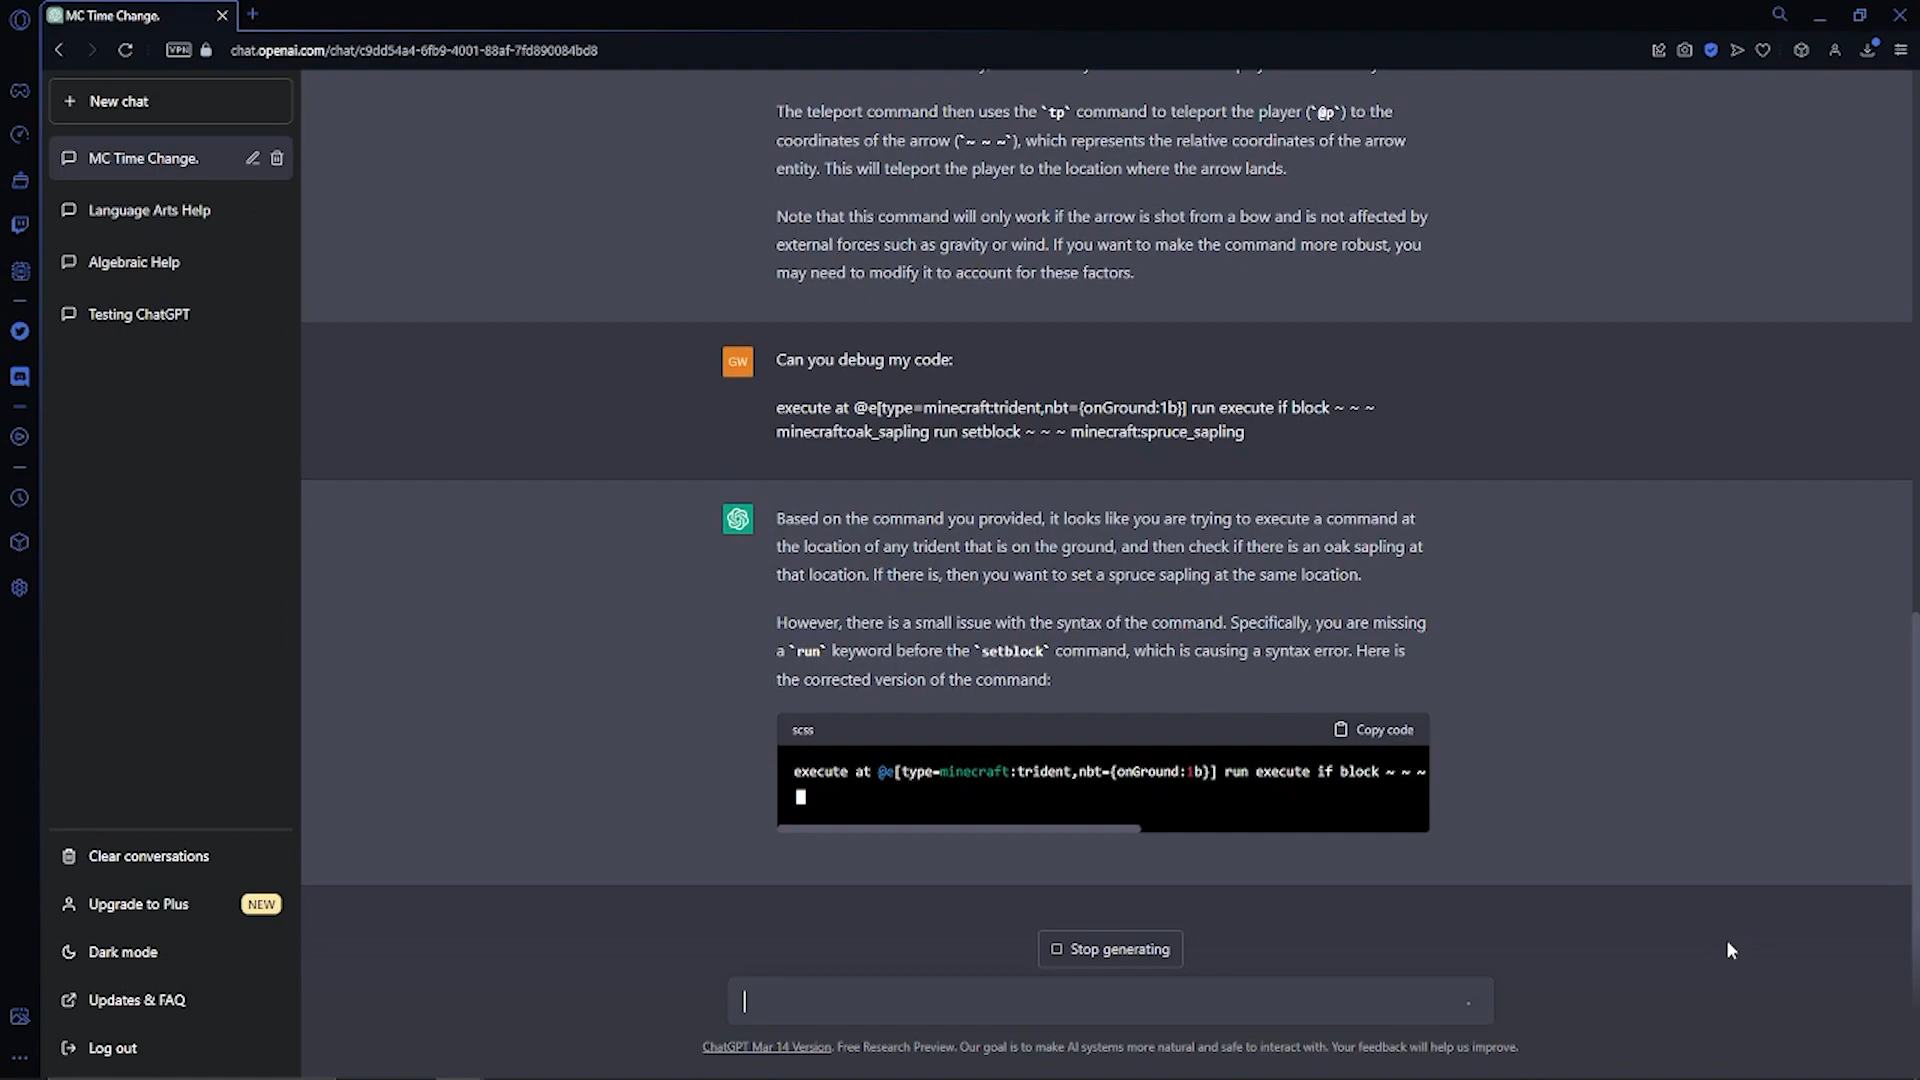 MC Time Change.
VPN
chat.openai.com/chat/c9dd54a4-6fb9-4001-88af-7fd890084bd8
New chat
MC Time Change.
Language Arts Help
Algebraic Help
Testing ChatGPT
Clear conversations
Upgrade to Plus NEW
Dark mode
Updates & FAQ
Log out
The teleport command then uses the `tp` command to teleport the player (`@p`) to the
coordinates of the arrow (`~ ~ ~`), which represents the relative coordinates of the arrow
entity. This will teleport the player to the location where the arrow lands.
Note that this command will only work if the arrow is shot from a bow and is not affected by
external forces such as gravity or wind. If you want to make the command more robust, you
may need to modify it to account for these factors.
GW
Can you debug my code:
execute at @e[type=minecraft:trident,nbt={onGround:1b}] run execute if block ~ ~ ~
minecraft:oak_sapling run setblock ~ ~ ~ minecraft:spruce_sapling
Based on the command you provided, it looks like you are trying to execute a command at
the location of any trident that is on the ground, and then check if there is an oak sapling at
that location. If there is, then you want to set a spruce sapling at the same location.
However, there is a small issue with the syntax of the command. Specifically, you are missing
a `run` keyword before the `setblock` command, which is causing a syntax error. Here is
the corrected version of the command:
scss Copy code
execute at @e[type=minecraft:trident,nbt={onGround:1b}] run execute if block ~ ~ ~
Stop generating
ChatGPT Mar 14 Version. Free Research Preview. Our goal is to make AI systems more natural and safe to interact with. Your feedback will help us improve.